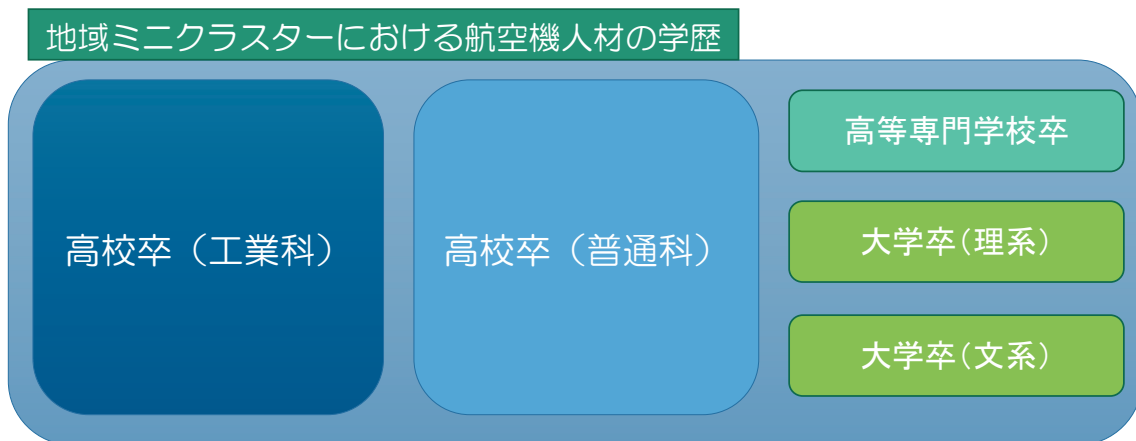 地域ミニクラスターにおける航空機人材の学歴
高校卒（工業科）
高校卒（普通科）
高等専門学校卒
大学卒（理系）
大学卒（文系）